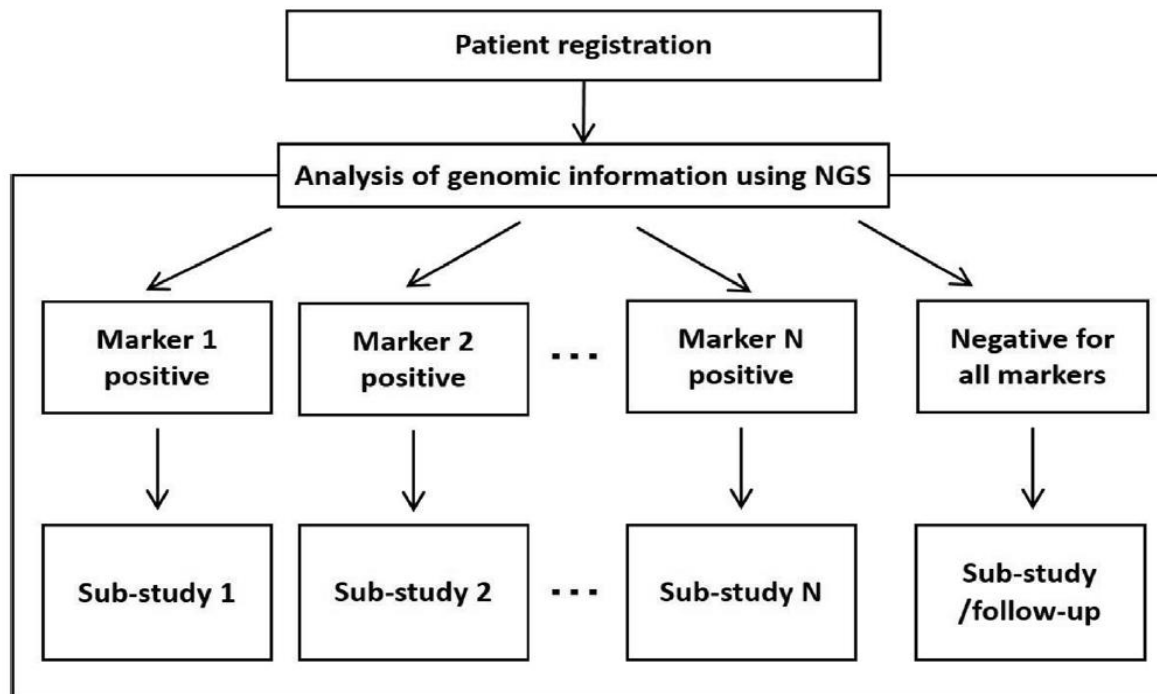 Patient registration
Analysis of genomic information using NGS
Marker 1
positive
Marker 2
positive
...
Marker N
positive
Negative for
all markers
Sub-study 1
Sub-study 2
...
Sub-study N
Sub-study
/follow-up